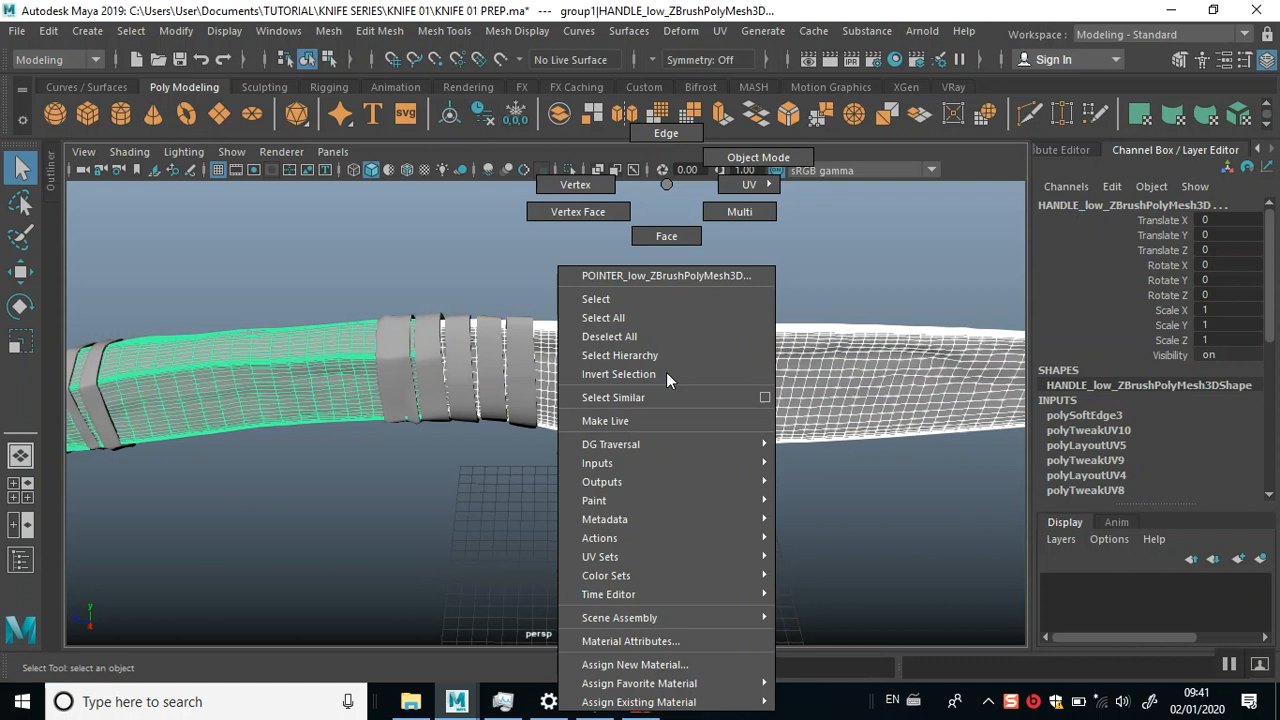 Autodesk Maya 2019: C:\Users\User\Documents\TUTORIAL\KNIFE SERIES\KNIFE 01\KNIFE 01 PREP.ma* --- group1|HANDLE_low_ZBrushPolyMesh3D...
File Edit Create Select Modify Display Windows Mesh Edit Mesh Mesh Tools Mesh Display Curves Surfaces Deform UV Generate Cache Substance Arnold Help
Workspace : Modeling - Standard
Modeling No Live Surface Symmetry: Off Sign In
Curves / Surfaces Poly Modeling Sculpting Rigging Animation Rendering FX FX Caching Custom Bifrost MASH Motion Graphics XGen VRay
T SVG 0,0,0
Edge
View Shading Lighting Show Renderer Panels
Object Mode
Channel Box / Layer Editor
0.00 1.00 sRGB gamma
Outliner
Vertex
UV
Vertex Face
Multi
Face
Channels Edit Object Show
HANDLE_low_ZBrushPolyMesh3D . . .
Translate X 0
Translate Y 0
Translate Z 0
Rotate X 0
Rotate Y 0
Rotate Z 0
Scale X 1
Scale Y 1
Scale Z 1
Visibility on
SHAPES
HANDLE_low_ZBrushPolyMesh3DShape
INPUTS
polySoftEdge3
polyTweakUV10
polyLayoutUV5
polyTweakUV9
polyLayoutUV4
polyTweakUV8
POINTER_low_ZBrushPolyMesh3D...
Select
Select All
Deselect All
Select Hierarchy
Invert Selection
Select Similar
Make Live
DG Traversal
Inputs
Outputs
Paint
Metadata
Actions
UV Sets
Color Sets
Time Editor
Scene Assembly
Material Attributes...
Assign New Material...
Assign Favorite Material
Assign Existing Material
Display Anim
Layers Options Help
y
persp
Select Tool: select an object
Type here to search
EN
09:41
02/01/2020